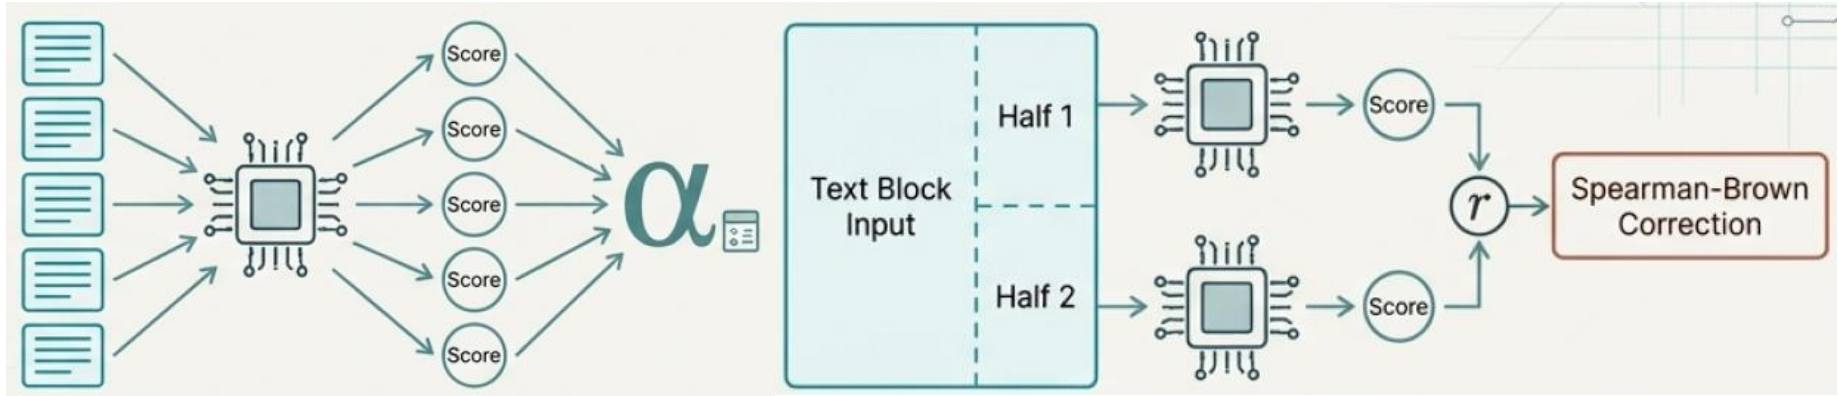 Score
Score
Score
Score
Score
α
Text Block
Input
Half 1
Half 2
Score
Score
r
Spearman-Brown
Correction